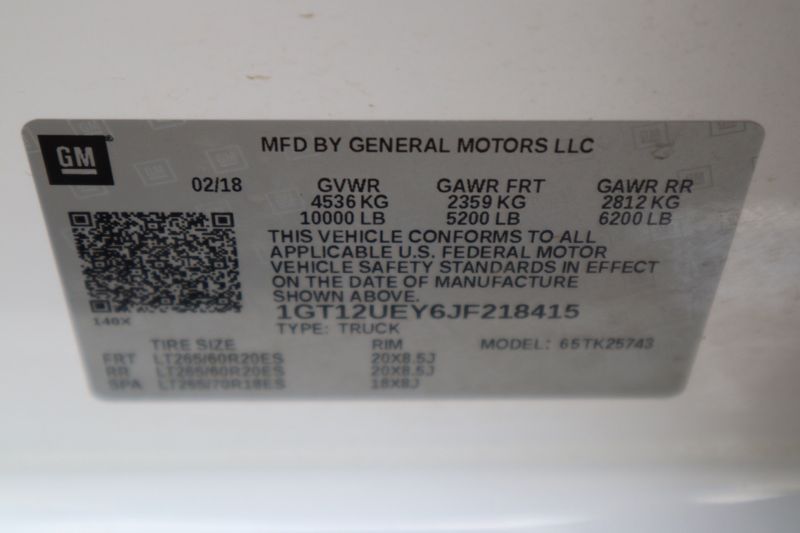 GM
MFD BY GENERAL MOTORS LLC
02/18 GVWR GAWR FRT GAWR RR
4536 KG 2359 KG 2812 KG
10000 LB 5200 LB 6200 LB
THIS VEHICLE CONFORMS TO ALL
APPLICABLE U.S. FEDERAL MOTOR
VEHICLE SAFETY STANDARDS IN EFFECT
ON THE DATE OF MANUFACTURE
SHOWN ABOVE.
148X 1GT12UEY6JF218415
TYPE: TRUCK
TIRE SIZE RIM MODEL: 65TK25743
FRT LT265/60R20ES 20X8.5J
RR LT265/60R20ES 20X8.5J
SPA LT265/70R18ES 18X8J